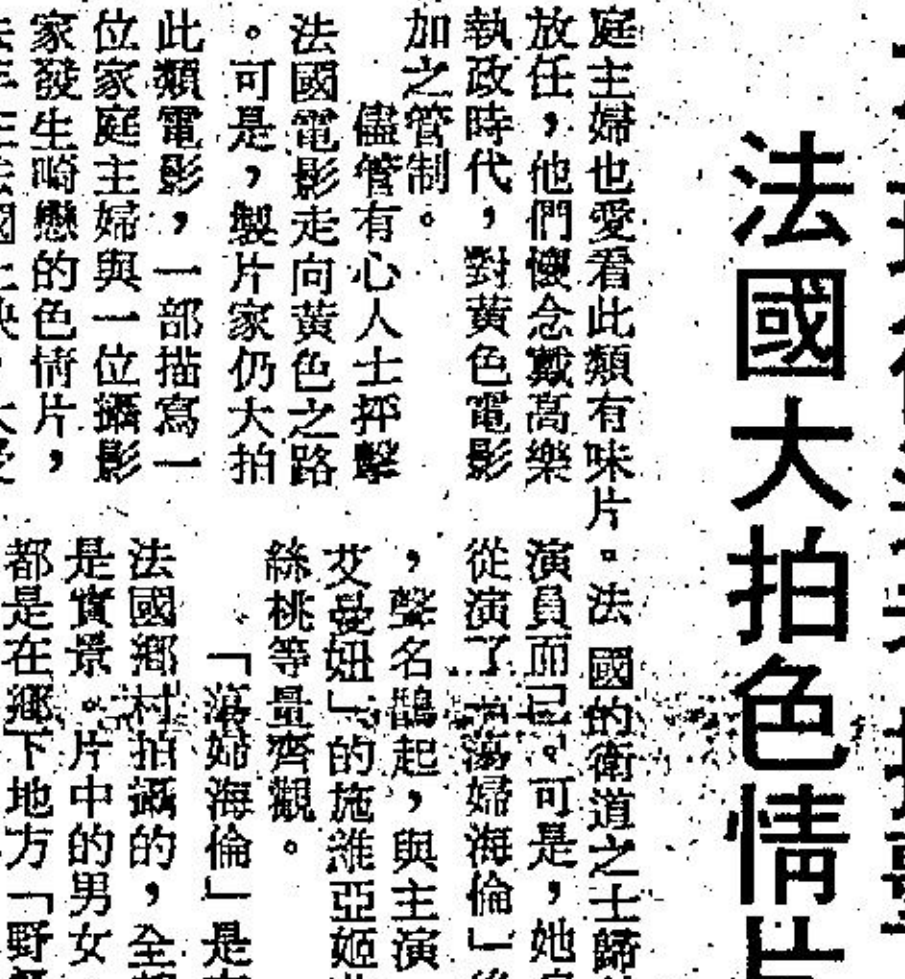 法國大拍色情片
庭主婦也愛看此類有味片。法國的衛道之士歸
放任，他們懷念戴高樂
執政時代，對黃色電影
加之管制。
儘管有心人士抨擊
法國電影走向黃色之路
。可是，製片家仍大拍
此類電影，一部描寫一
位家庭主婦與一位攝影
家發生畸戀的色情片，
演員而已。可是，她
從演了「蕩婦海倫」後
，聲名鵲起，與主演
艾曼妞」的施維亞姬
絲桃等量齊觀。
「蕩婦海倫」是
法國鄉村拍攝的，全
是實景。片中的男女
都是在鄉下地方「野